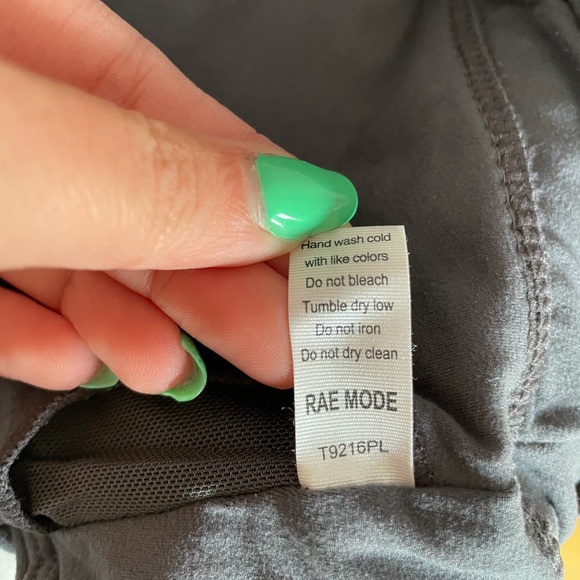 Hand wash cold
with like colors
Do not bleach
Tumble dry low
Do not iron
Do not dry clean
RAE MODE
T9216PL